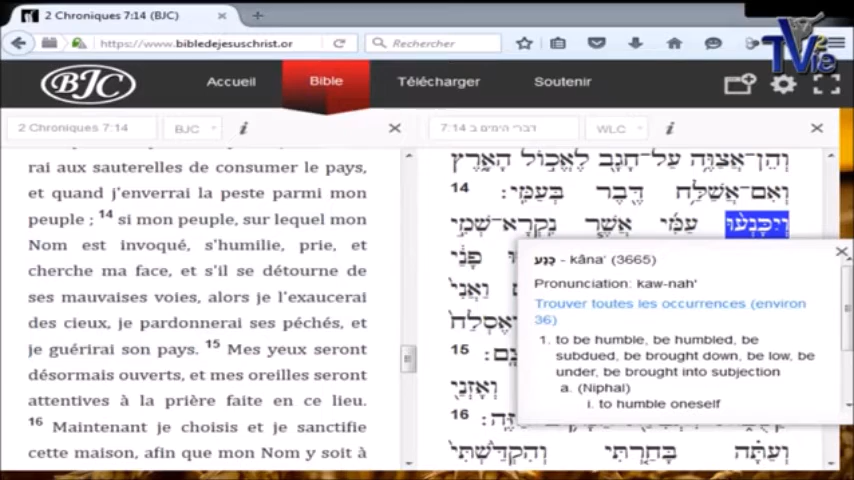 2 Chroniques 7:14 (BJC)
https://www.bibledejesuschrist.or
Rechercher
TV2Vie
BJC
Accueil
Bible
Télécharger
Soutenir
2 Chroniques 7:14
BJC
דברי הימים ב 7:14
WLC
rai aux sauterelles de consumer le pays,
et quand j'enverrai la peste parmi mon
peuple ; 14 si mon peuple, sur lequel mon
Nom est invoqué, s'humilie, prie, et
cherche ma face, et s'il se détourne de
ses mauvaises voies, alors je l'exaucerai
des cieux, je pardonnerai ses péchés, et
je guérirai son pays. 15 Mes yeux seront
désormais ouverts, et mes oreilles seront
attentives à la prière faite en ce lieu.
16 Maintenant je choisis et je sanctifie
cette maison, afin que mon Nom y soit à
וְהֵן־אֲצַוֶּ֥ה עַל־חָגָ֖ב לֶאֱכ֣וֹל הָאָ֑רֶץ
וְאִם־אֲשַׁלַּ֥ח דֶּ֖בֶר בְּעַמִּֽי׃ 14
וְיִכָּנְע֨וּ עַמִּ֜י אֲשֶׁ֧ר נִֽקְרָא־שְׁמִ֣י
פָנַ֔י
וַאֲנִי֙
וְאֶסְלַח֙
15
וְאָזְנַ֖י
16
וְעַתָּ֗ה בָּחַ֤רְתִּי וְהִקְדַּ֙שְׁתִּי֙
כָּנַע - kâna' (3665)
Pronunciation: kaw-nah'
Trouver toutes les occurrences (environ
36)
1. to be humble, be humbled, be
subdued, be brought down, be low, be
under, be brought into subjection
a. (Niphal)
i. to humble oneself